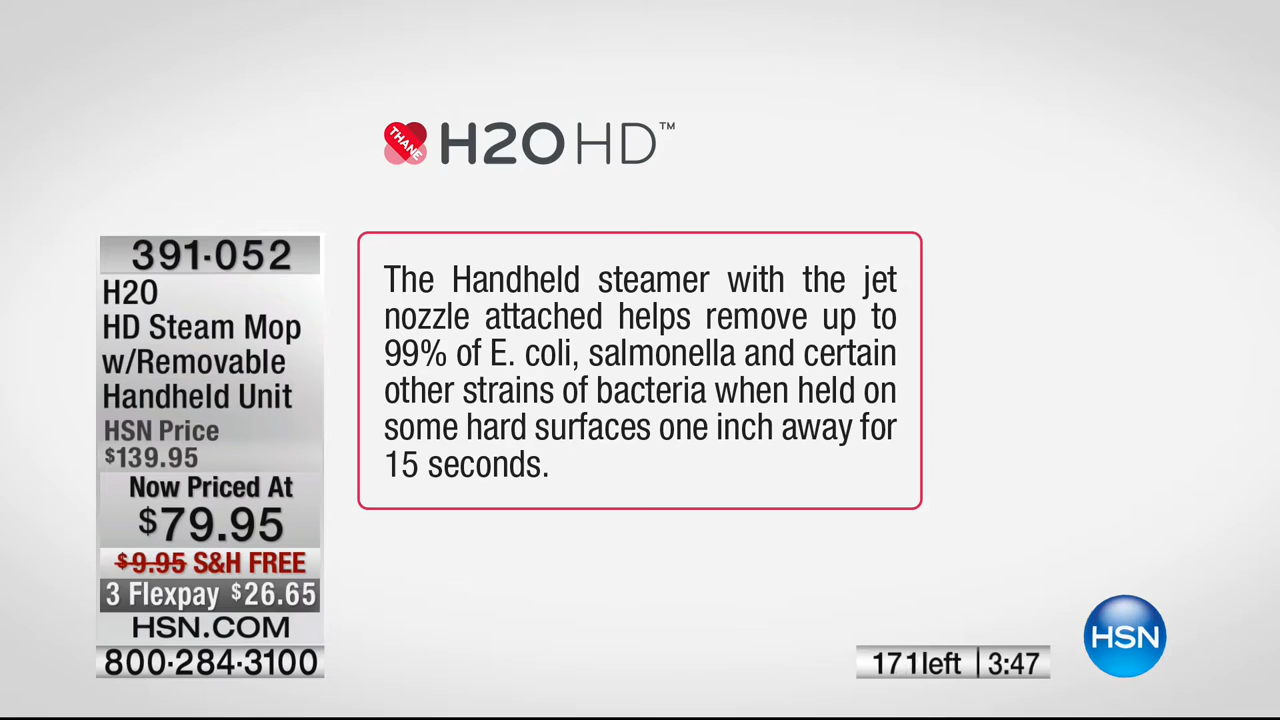 THANE H2O HD™
391·052
H2O
HD Steam Mop
w/Removable
Handheld Unit
HSN Price
$139.95
Now Priced At
$79.95
$9.95 S&H FREE
3 Flexpay $26.65
HSN.COM
800·284·3100
The Handheld steamer with the jet
nozzle attached helps remove up to
99% of E. coli, salmonella and certain
other strains of bacteria when held on
some hard surfaces one inch away for
15 seconds.
171left | 3:47
HSN